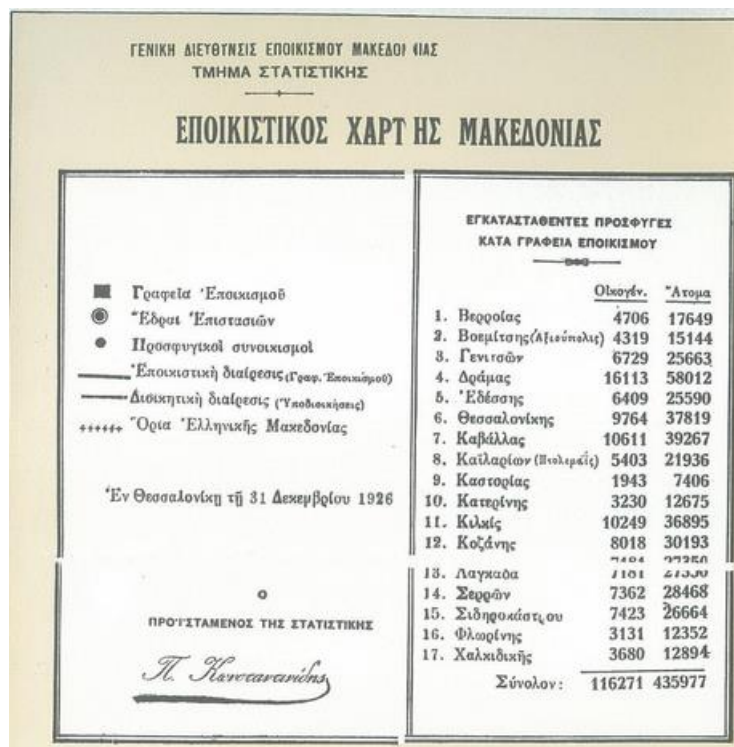 ΓΕΝΙΚΗ ΔΙΕΥΘΥΝΣΙΣ ΕΠΟΙΚΙΣΜΟΥ ΜΑΚΕΔΟΝΙΑΣ
ΤΜΗΜΑ ΣΤΑΤΙΣΤΙΚΗΣ
ΕΠΟΙΚΙΣΤΙΚΟΣ ΧΑΡΤΗΣ ΜΑΚΕΔΟΝΙΑΣ
Γραφεῖα Ἐποικισμοῦ
Ἕδραι Ἐπιστασιῶν
Προσφυγικοὶ συνοικισμοὶ
Ἐποικιστικὴ διαίρεσις (Γραφ. Ἐποικισμοῦ)
Διοικητικὴ διαίρεσις (Ὑποδιοικήσεις)
Ὅρια Ἑλληνικῆς Μακεδονίας
Ἐν Θεσσαλονίκῃ τῇ 31 Δεκεμβρίου 1926
ΠΡΟΪΣΤΑΜΕΝΟΣ ΤΗΣ ΣΤΑΤΙΣΤΙΚΗΣ
Π. Κωνσταντινίδης
ΕΓΚΑΤΑΣΤΑΘΕΝΤΕΣ ΠΡΟΣΦΥΓΕΣ
ΚΑΤΑ ΓΡΑΦΕΙΑ ΕΠΟΙΚΙΣΜΟΥ
Οἰκογέν. Ἄτομα
1. Βερροίας 4706 17649
2. Βοεμίτσης (Ἀξιούπολις) 4319 15144
3. Γενιτσῶν 6729 25663
4. Δράμας 16113 58012
5. Ἐδέσσης 6409 25590
6. Θεσσαλονίκης 9764 37819
7. Καβάλλας 10611 39267
8. Καϊλαρίων (Πτολεμαΐς) 5403 21936
9. Καστορίας 1943 7406
10. Κατερίνης 3230 12675
11. Κιλκίς 10249 36895
12. Κοζάνης 8018 30193
13. Λαγκαδα
14. Σερρῶν 7362 28468
15. Σιδηροκάστρου 7423 26664
16. Φλωρίνης 3131 12352
17. Χαλκιδικῆς 3680 12894
Σύνολον: 116271 435977